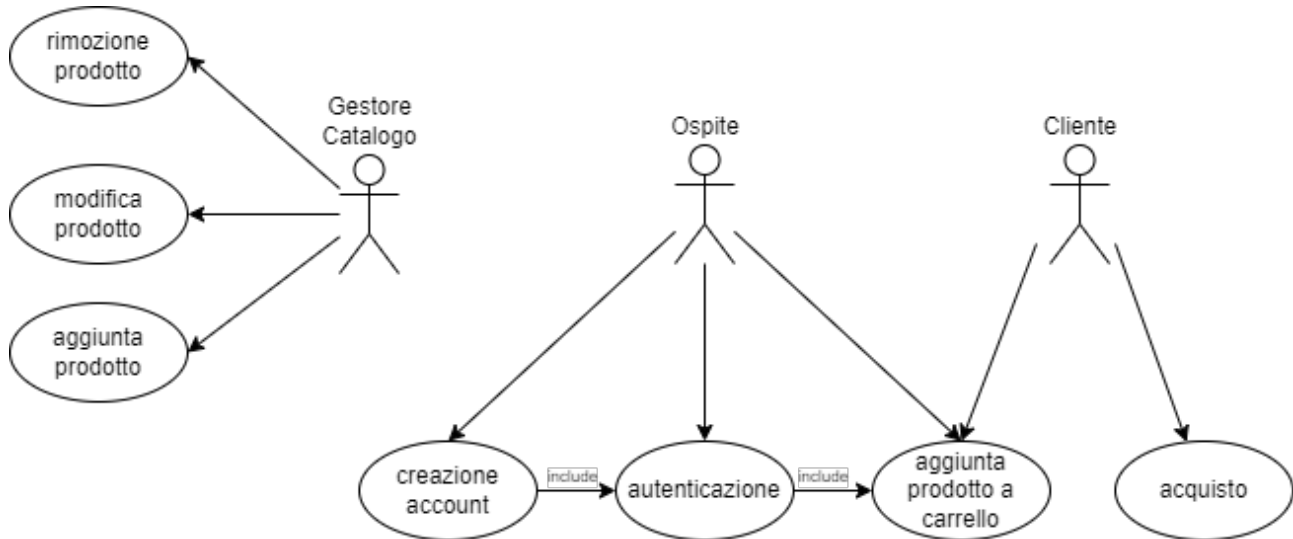 rimozione
prodotto
modifica
prodotto
aggiunta
prodotto
Gestore
Catalogo
Ospite
Cliente
creazione
account
include
autenticazione
include
aggiunta
prodotto a
carrello
acquisto